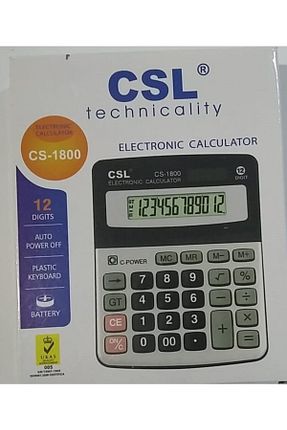 CSL®
technicality
ELECTRONIC
CALCULATOR
CS-1800
ELECTRONIC CALCULATOR
12
DIGITS
AUTO
POWER OFF
PLASTIC
KEYBOARD
BATTERY
UKAS
005
CSL CS-1800
ELECTRONIC CALCULATOR
12
DIGIT
123456789012
C-POWER MC MR M- M+
→ 7 8 9 √ %
GT 4 5 6 × ÷
CE 1 2 3 + −
ON/C 0 00 . =